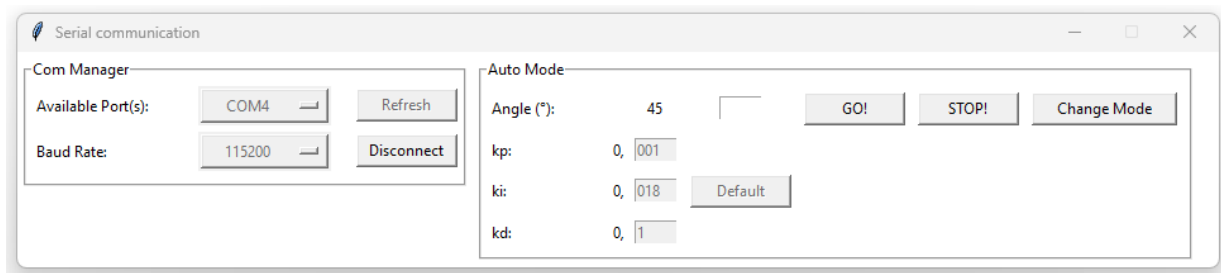 Serial communication
Com Manager
Available Port(s): COM4 Refresh
Baud Rate: 115200 Disconnect
Auto Mode
Angle (°): 45 GO! STOP! Change Mode
kp: 0, 001
ki: 0, 018 Default
kd: 0, 1